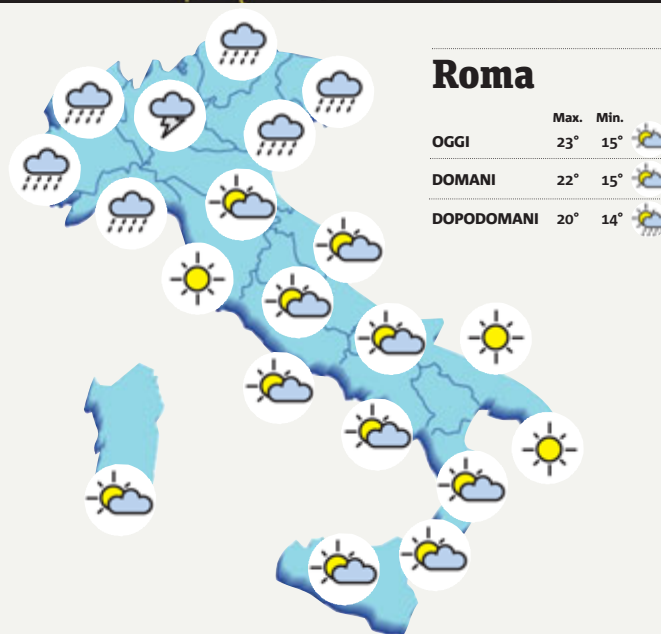 Roma
Max. Min.
OGGI 23° 15°
DOMANI 22° 15°
DOPODOMANI 20° 14°